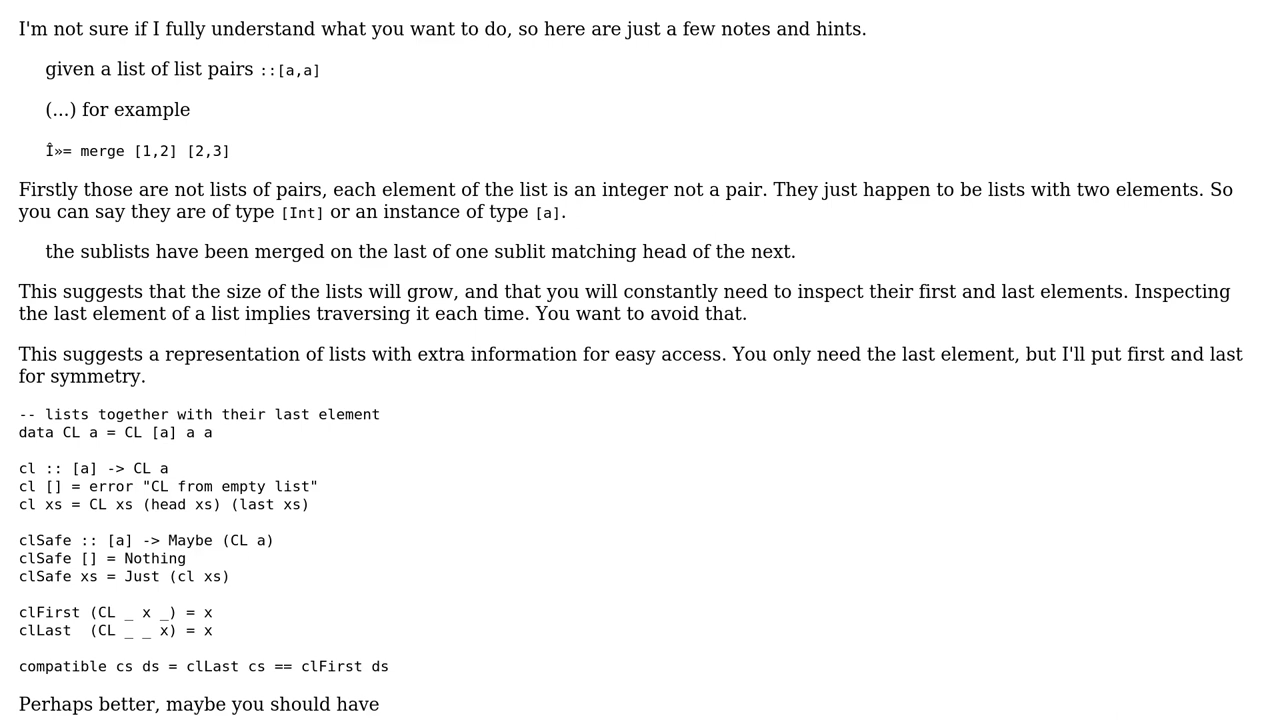 I'm not sure if I fully understand what you want to do, so here are just a few notes and hints.
given a list of list pairs ::[a,a]
(...) for example
Î»= merge [1,2] [2,3]
Firstly those are not lists of pairs, each element of the list is an integer not a pair. They just happen to be lists with two elements. So
you can say they are of type [Int] or an instance of type [a].
the sublists have been merged on the last of one sublit matching head of the next.
This suggests that the size of the lists will grow, and that you will constantly need to inspect their first and last elements. Inspecting
the last element of a list implies traversing it each time. You want to avoid that.
This suggests a representation of lists with extra information for easy access. You only need the last element, but I'll put first and last
for symmetry.
-- lists together with their last element
data CL a = CL [a] a a
cl :: [a] -> CL a
cl [] = error "CL from empty list"
cl xs = CL xs (head xs) (last xs)
clSafe :: [a] -> Maybe (CL a)
clSafe [] = Nothing
clSafe xs = Just (cl xs)
clFirst (CL _ x _) = x
clLast  (CL _ _ x) = x
compatible cs ds = clLast cs == clFirst ds
Perhaps better, maybe you should have